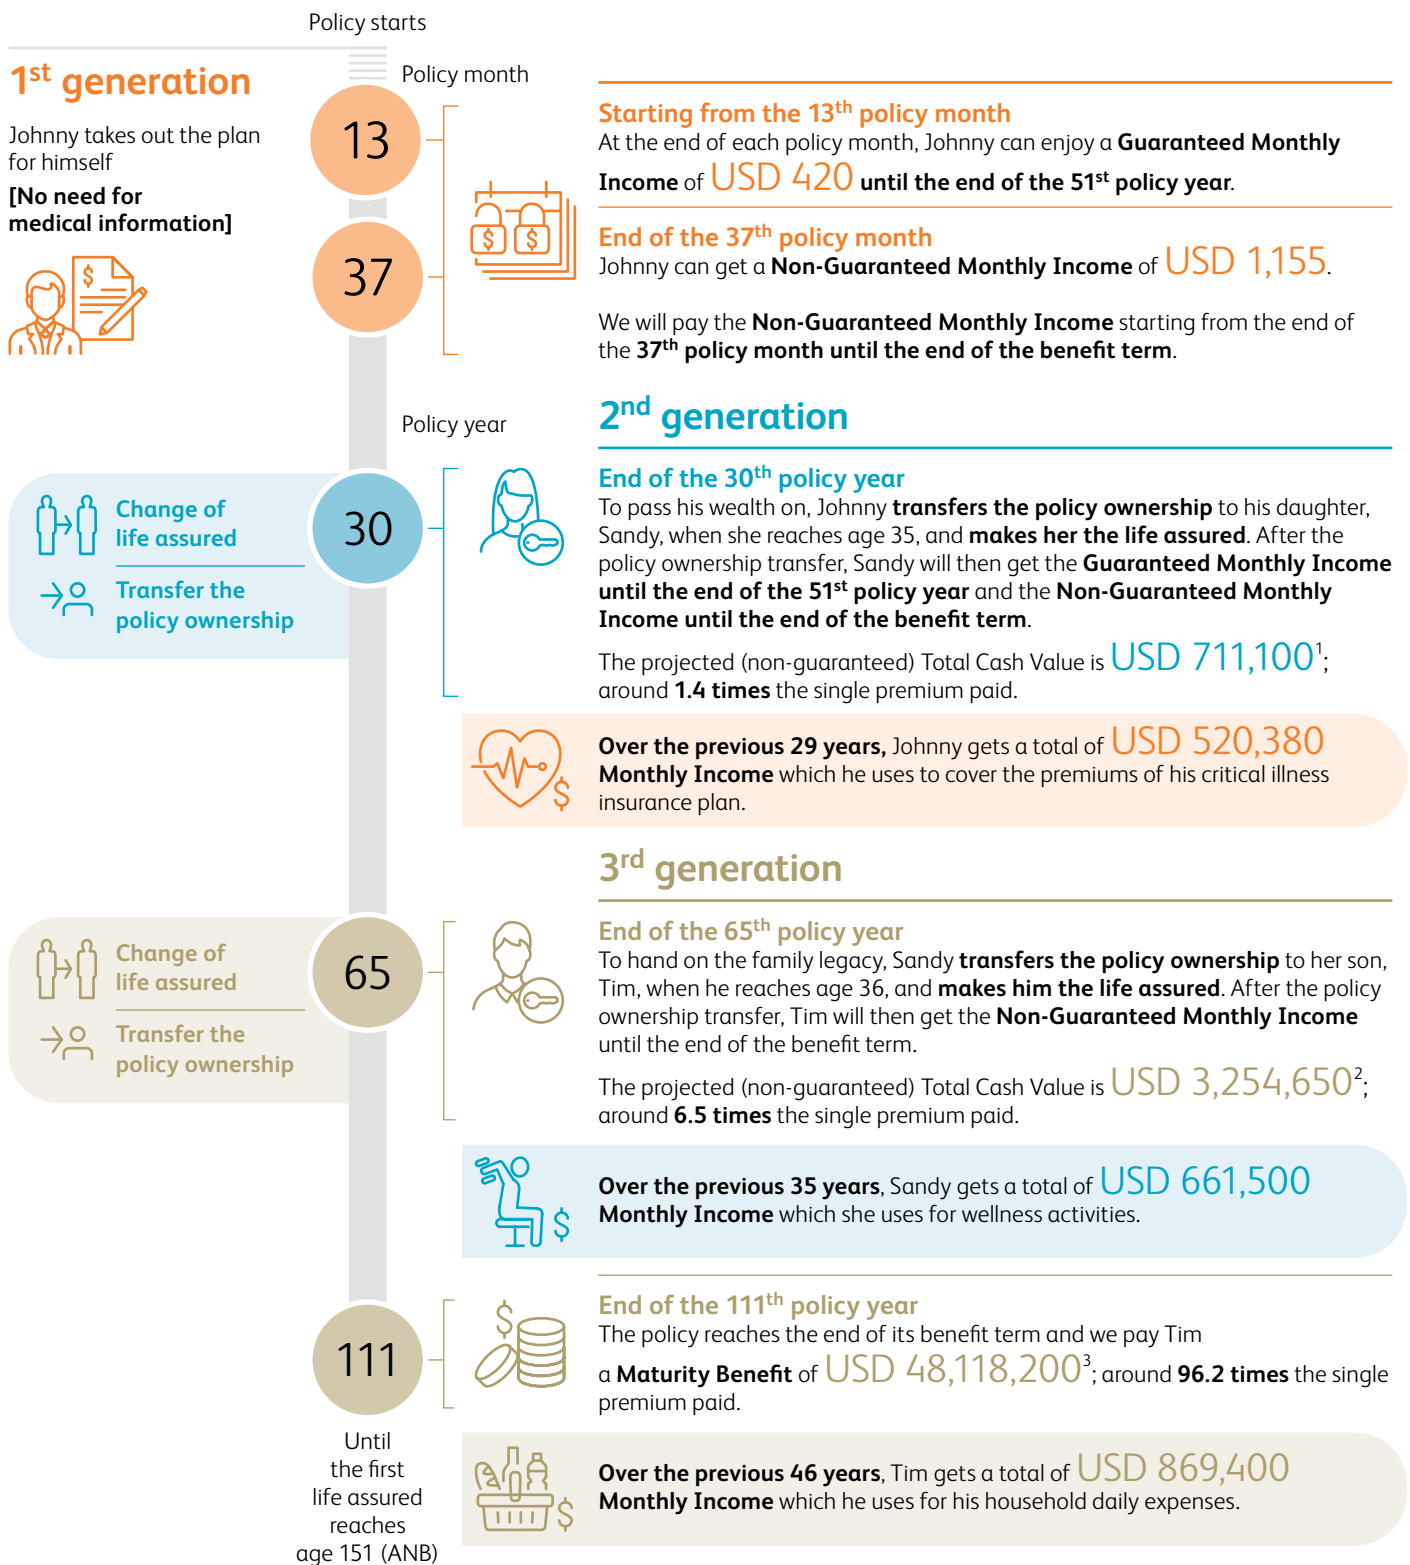 Policy starts
1st generation
Johnny takes out the plan
for himself
[No need for
medical information]
$
Policy month
13
37
$ $
Starting from the 13th policy month
At the end of each policy month, Johnny can enjoy a Guaranteed Monthly
Income of USD 420 until the end of the 51st policy year.
End of the 37th policy month
Johnny can get a Non-Guaranteed Monthly Income of USD 1,155.
We will pay the Non-Guaranteed Monthly Income starting from the end of
the 37th policy month until the end of the benefit term.
2nd generation
Policy year
Change of
life assured
Transfer the
policy ownership
30
End of the 30th policy year
To pass his wealth on, Johnny transfers the policy ownership to his daughter,
Sandy, when she reaches age 35, and makes her the life assured. After the
policy ownership transfer, Sandy will then get the Guaranteed Monthly Income
until the end of the 51st policy year and the Non-Guaranteed Monthly
Income until the end of the benefit term.
The projected (non-guaranteed) Total Cash Value is USD 711,100¹;
around 1.4 times the single premium paid.
$
Over the previous 29 years, Johnny gets a total of USD 520,380
Monthly Income which he uses to cover the premiums of his critical illness
insurance plan.
3rd generation
Change of
life assured
Transfer the
policy ownership
65
End of the 65th policy year
To hand on the family legacy, Sandy transfers the policy ownership to her son,
Tim, when he reaches age 36, and makes him the life assured. After the policy
ownership transfer, Tim will then get the Non-Guaranteed Monthly Income
until the end of the benefit term.
The projected (non-guaranteed) Total Cash Value is USD 3,254,650²;
around 6.5 times the single premium paid.
$
Over the previous 35 years, Sandy gets a total of USD 661,500
Monthly Income which she uses for wellness activities.
111
Until
the first
life assured
reaches
age 151 (ANB)
$
End of the 111th policy year
The policy reaches the end of its benefit term and we pay Tim
a Maturity Benefit of USD 48,118,200³; around 96.2 times the single
premium paid.
$
Over the previous 46 years, Tim gets a total of USD 869,400
Monthly Income which he uses for his household daily expenses.